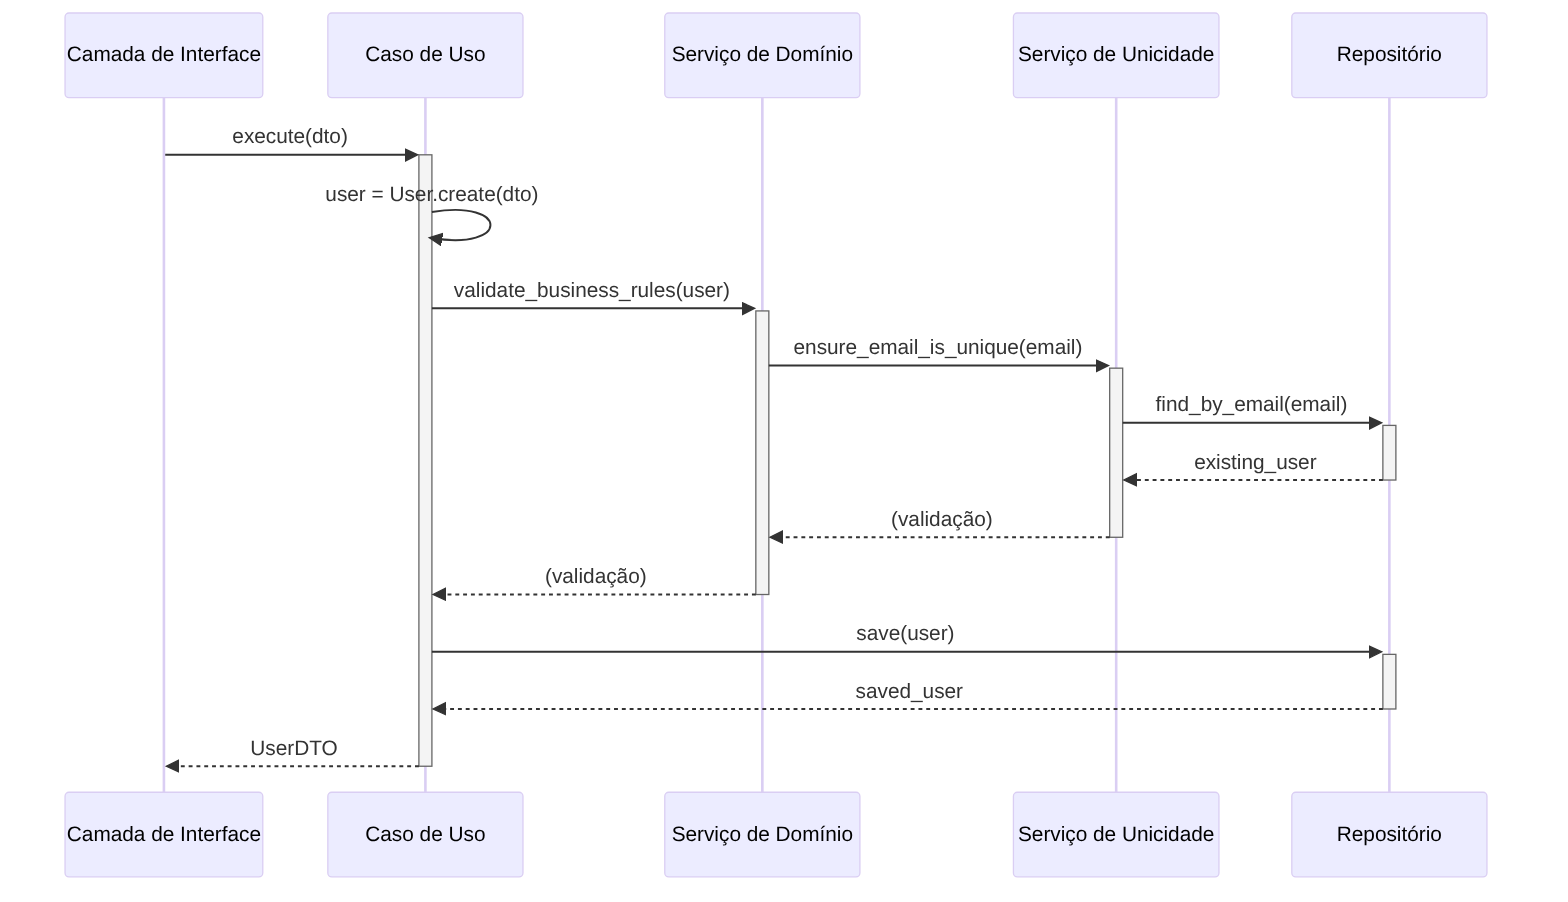 Camada de Interface
Caso de Uso
Serviço de Domínio
Serviço de Unicidade
Repositório
execute(dto)
user = User.create(dto)
validate_business_rules(user)
ensure_email_is_unique(email)
find_by_email(email)
existing_user
(validação)
(validação)
save(user)
saved_user
UserDTO
Camada de Interface
Caso de Uso
Serviço de Domínio
Serviço de Unicidade
Repositório